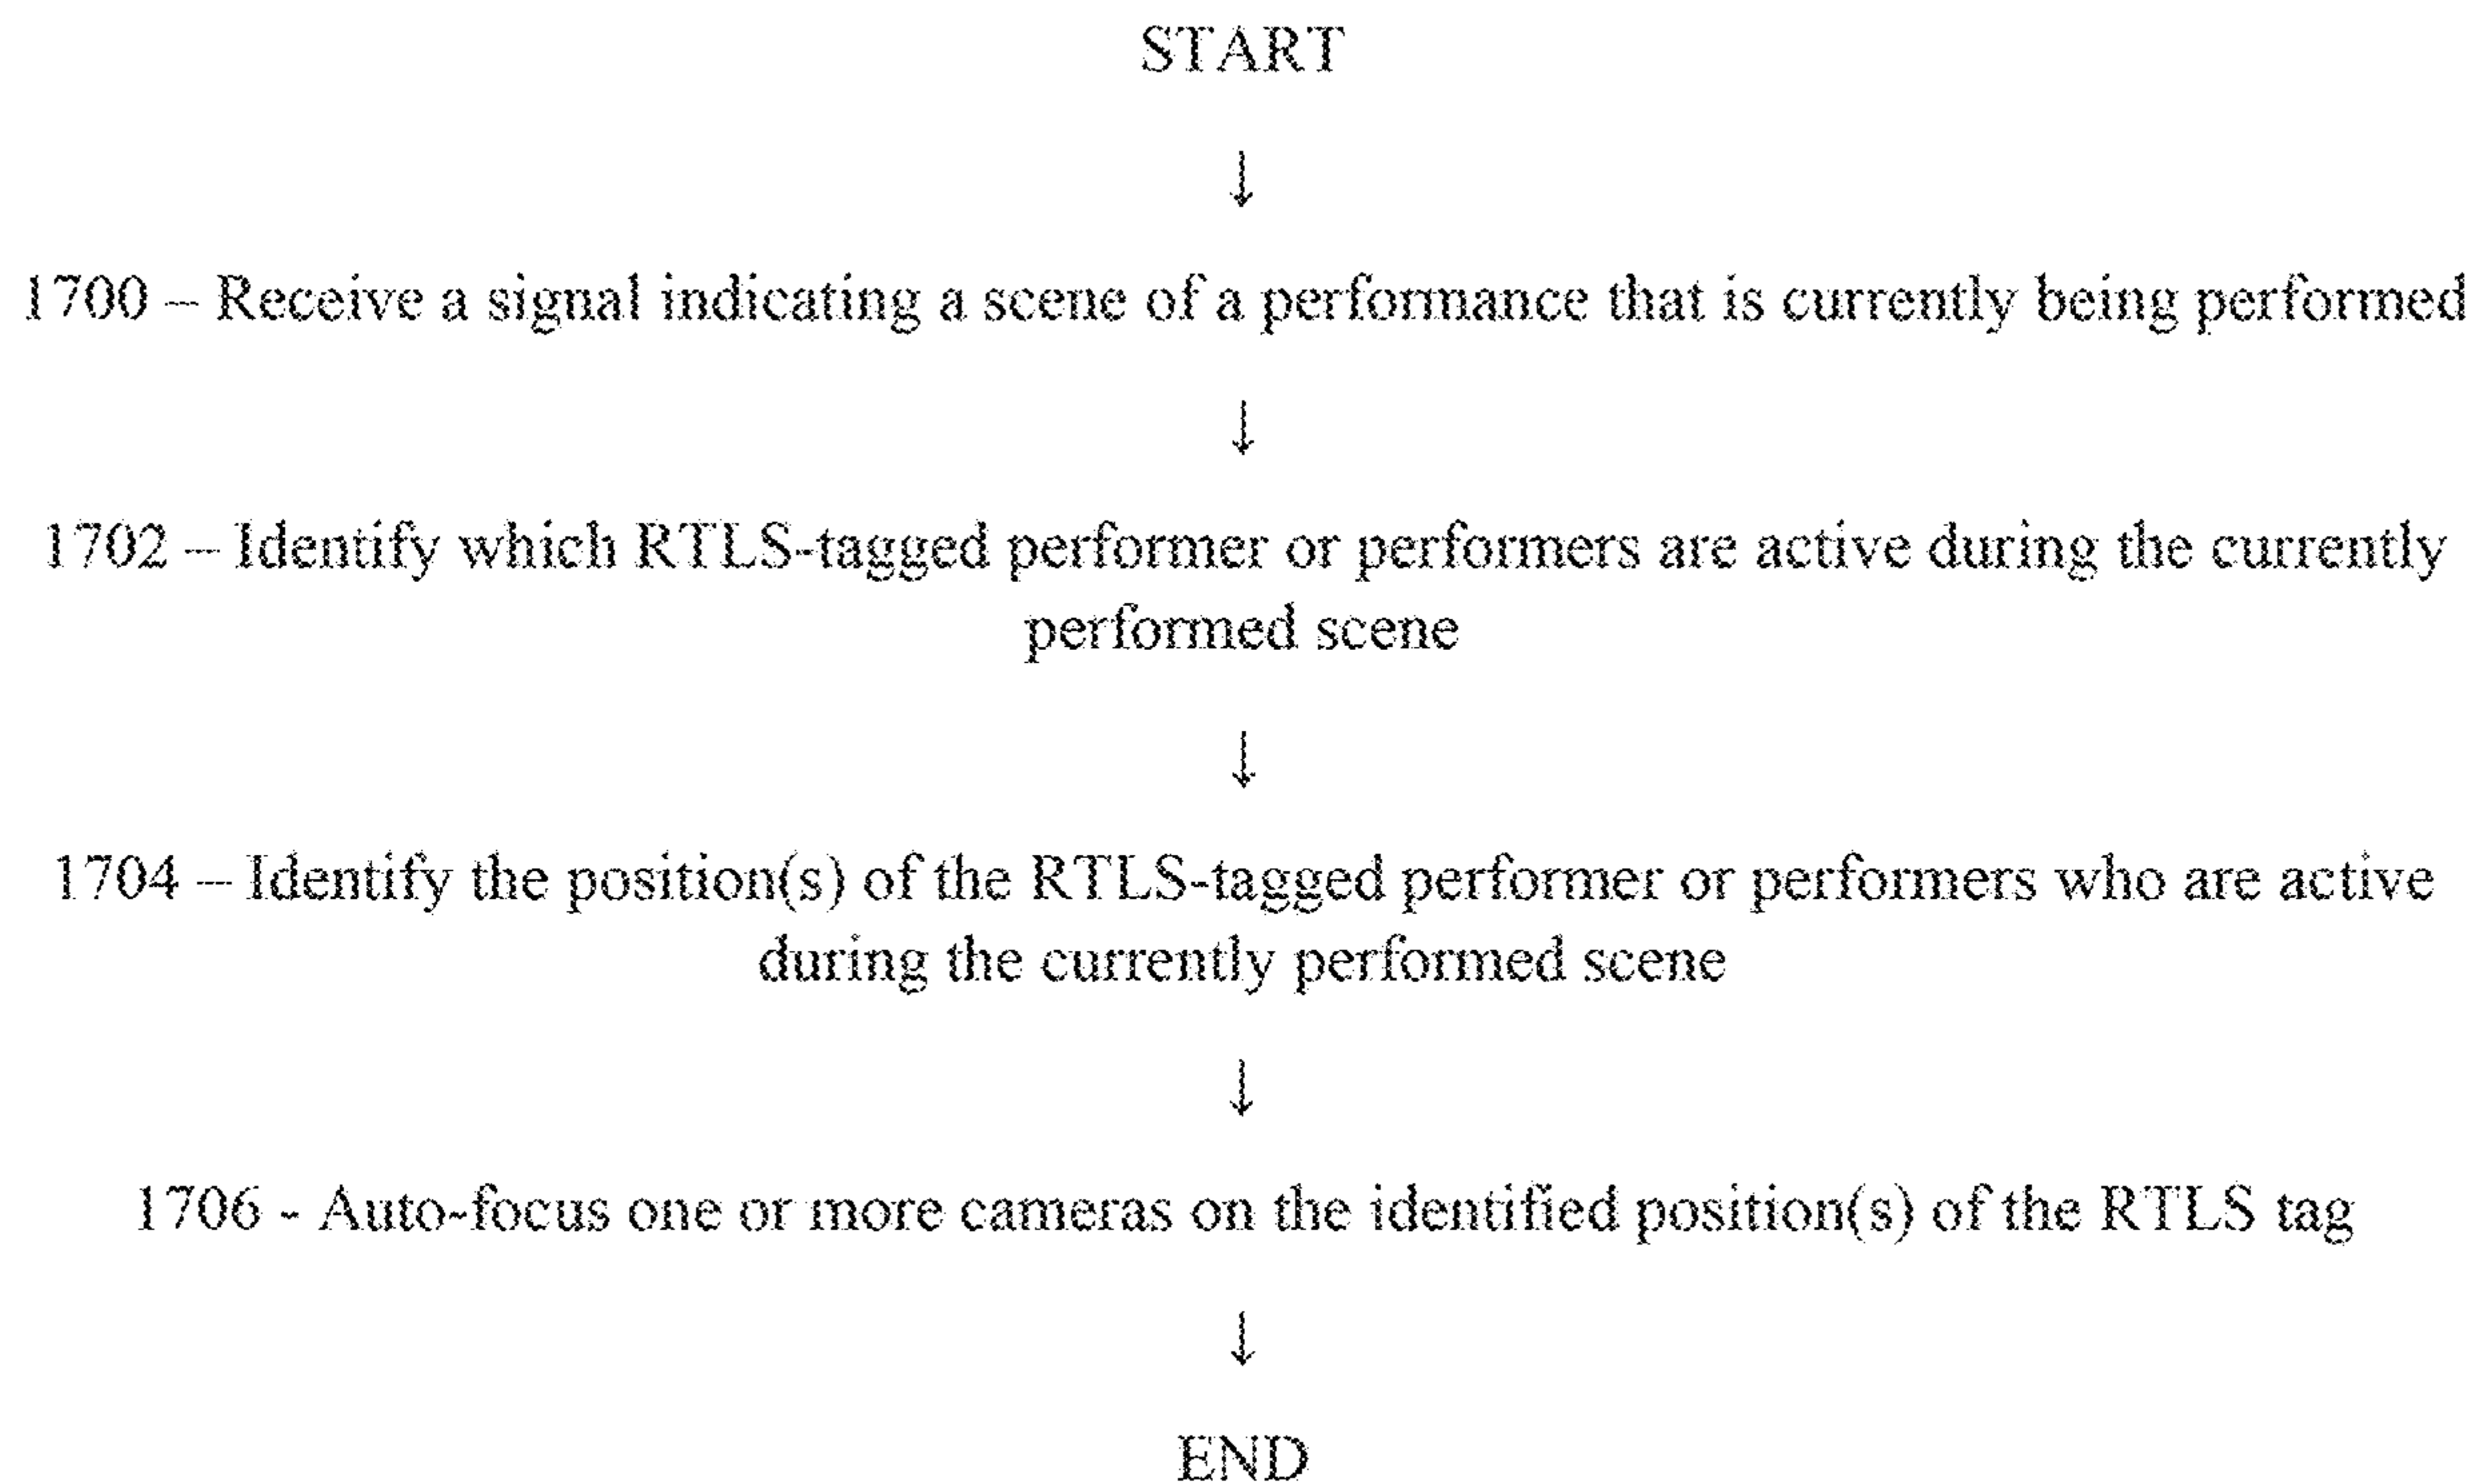 START
↓
1700 – Receive a signal indicating a scene of a performance that is currently being performed
↓
1702 – Identify which RTLS-tagged performer or performers are active during the currently
performed scene
↓
1704 – Identify the position(s) of the RTLS-tagged performer or performers who are active
during the currently performed scene
↓
1706 - Auto-focus one or more cameras on the identified position(s) of the RTLS tag
↓
END